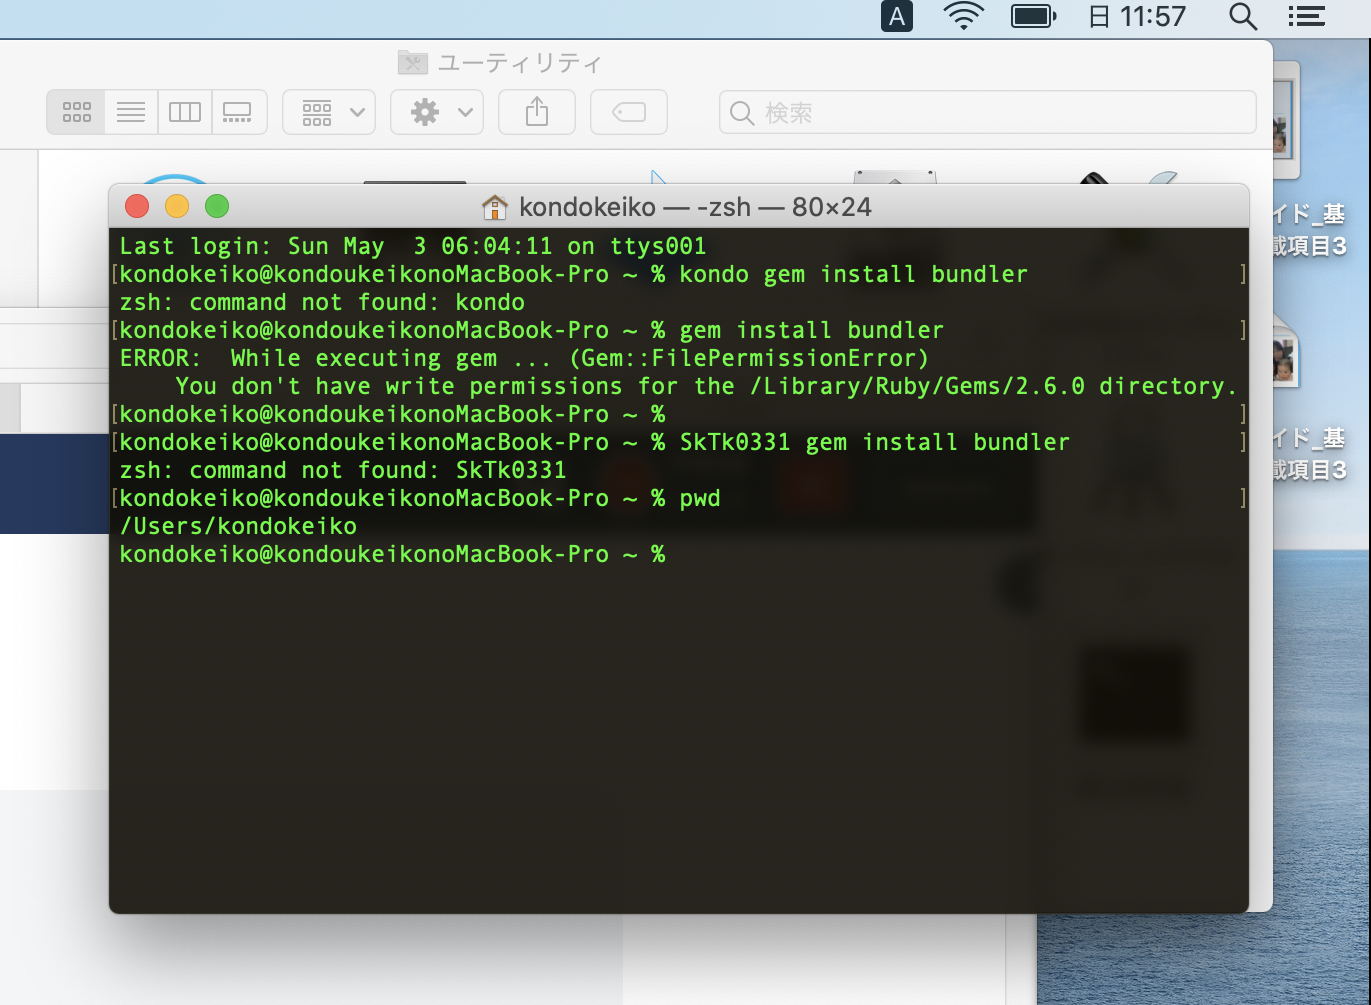 A
日 11:57
ユーティリティ
検索
kondokeiko — -zsh — 80×24
Last login: Sun May  3 06:04:11 on ttys001
[kondokeiko@kondoukeikonoMacBook-Pro ~ % kondo gem install bundler ]
zsh: command not found: kondo
[kondokeiko@kondoukeikonoMacBook-Pro ~ % gem install bundler ]
ERROR:  While executing gem ... (Gem::FilePermissionError)
    You don't have write permissions for the /Library/Ruby/Gems/2.6.0 directory.
[kondokeiko@kondoukeikonoMacBook-Pro ~ % ]
[kondokeiko@kondoukeikonoMacBook-Pro ~ % SkTk0331 gem install bundler ]
zsh: command not found: SkTk0331
[kondokeiko@kondoukeikonoMacBook-Pro ~ % pwd ]
/Users/kondokeiko
kondokeiko@kondoukeikonoMacBook-Pro ~ %
イド_基
載項目3
イド_基
載項目3